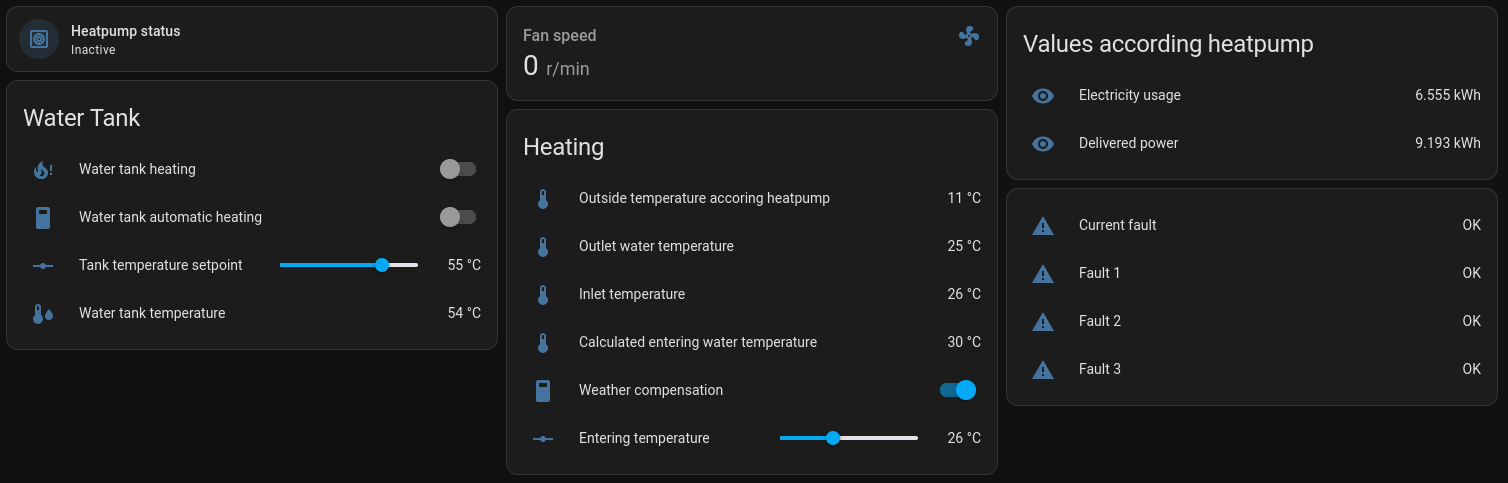 Heatpump status
Inactive
Water Tank
Water tank heating
Water tank automatic heating
Tank temperature setpoint 55 °C
Water tank temperature 54 °C
Fan speed
0 r/min
Heating
Outside temperature accoring heatpump 11 °C
Outlet water temperature 25 °C
Inlet temperature 26 °C
Calculated entering water temperature 30 °C
Weather compensation
Entering temperature 26 °C
Values according heatpump
Electricity usage 6.555 kWh
Delivered power 9.193 kWh
Current fault OK
Fault 1 OK
Fault 2 OK
Fault 3 OK